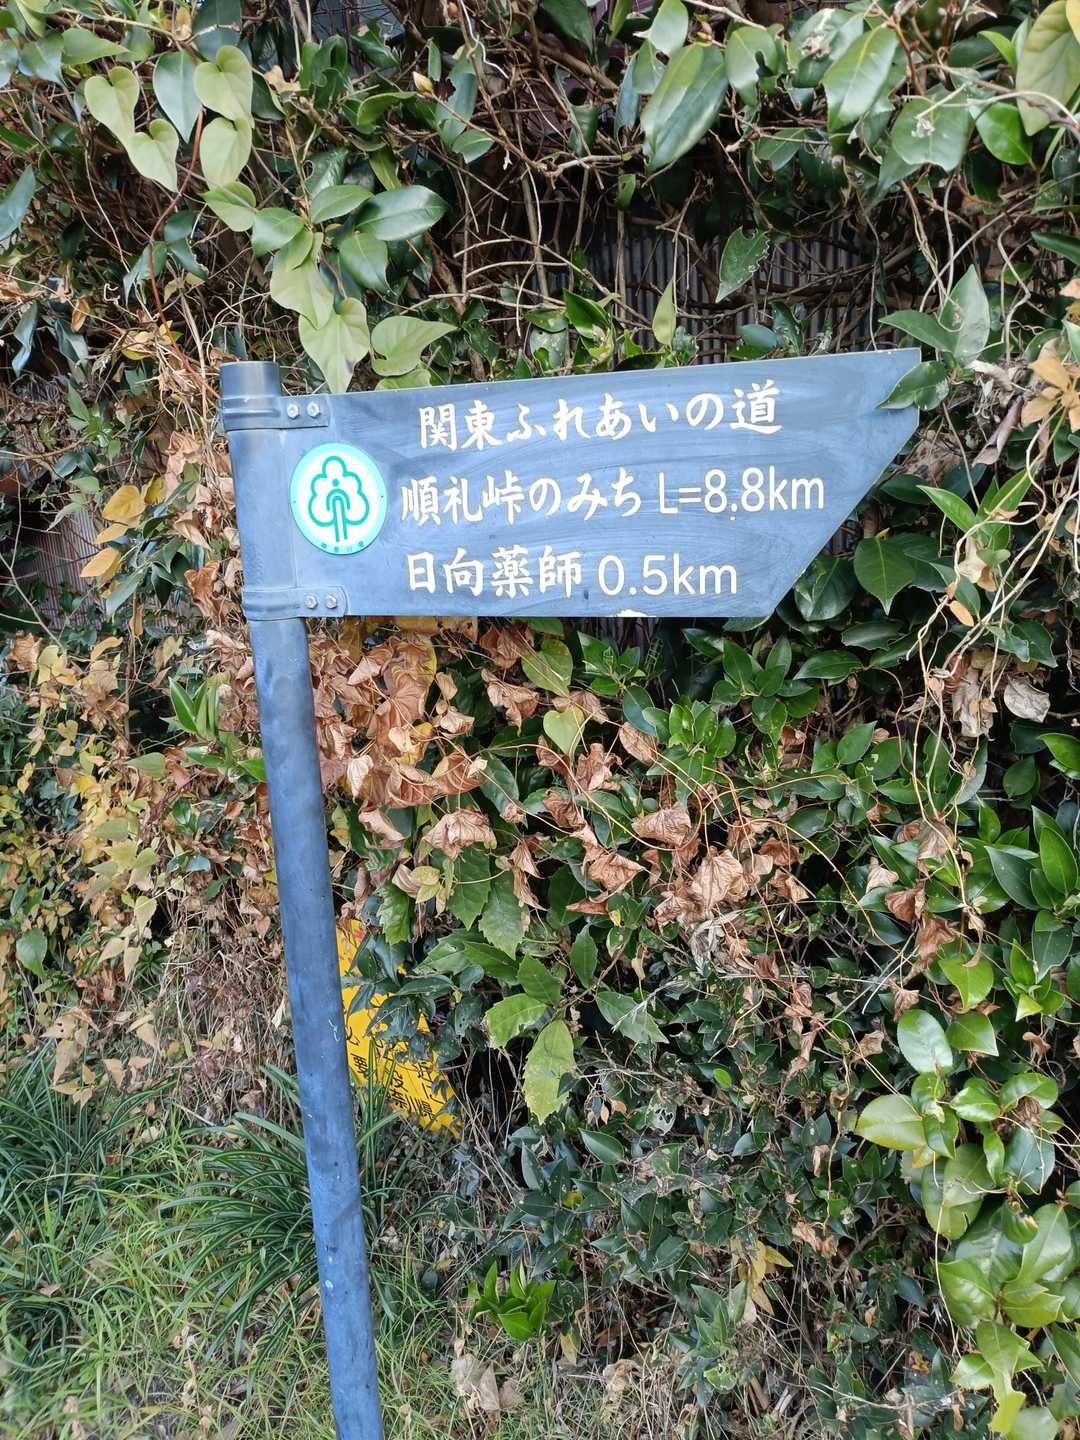 関東ふれあいの道
順礼峠のみち L=8.8km
日向薬師 0.5km